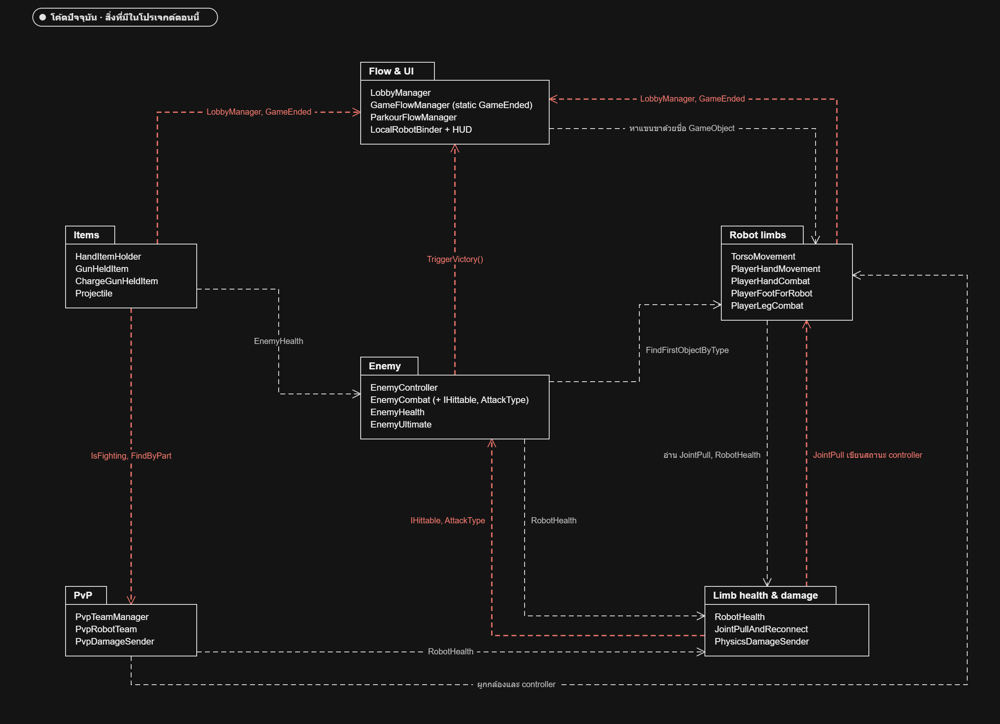 โค้ดปัจจุบัน · สิ่งที่มีในโปรเจกต์ตอนนี้
Flow & UI
LobbyManager
GameFlowManager (static GameEnded)
ParkourFlowManager
LocalRobotBinder + HUD
LobbyManager, GameEnded
LobbyManager, GameEnded
หาแขนขาด้วยชื่อ GameObject
Items
HandItemHolder
GunHeldItem
ChargeGunHeldItem
Projectile
Robot limbs
TorsoMovement
PlayerHandMovement
PlayerHandCombat
PlayerFootForRobot
PlayerLegCombat
TriggerVictory()
EnemyHealth
FindFirstObjectByType
Enemy
EnemyController
EnemyCombat (+ IHittable, AttackType)
EnemyHealth
EnemyUltimate
IsFighting, FindByPart
อ่าน JointPull, RobotHealth
JointPull เขียนสถานะ controller
IHittable, AttackType
RobotHealth
PvP
PvpTeamManager
PvpRobotTeam
PvpDamageSender
Limb health & damage
RobotHealth
JointPullAndReconnect
PhysicsDamageSender
RobotHealth
ผูกกล้องและ controller